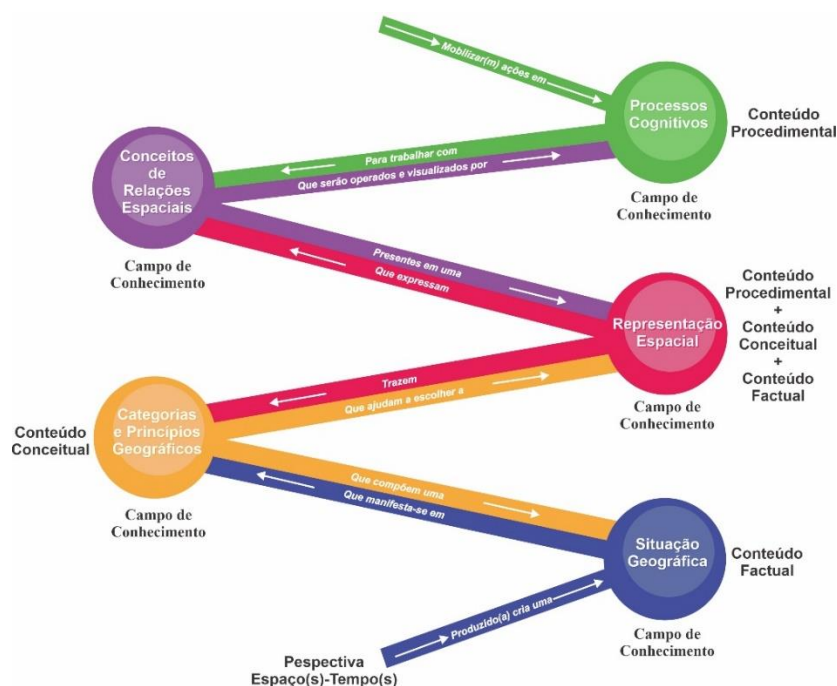 Mobilizar(m) ações em
Processos
Cognitivos
Conteúdo
Procedimental
Campo de
Conhecimento
Conceitos
de
Relações
Espaciais
Campo de
Conhecimento
Para trabalhar com
Que serão operados e visualizados por
Presentes em uma
Que expressam
Representação
Espacial
Conteúdo
Procedimental
+
Conteúdo
Conceitual
+
Conteúdo
Factual
Campo de
Conhecimento
Trazem
Que ajudam a escolher a
Categorias
e Princípios
Geográficos
Conteúdo
Conceitual
Campo de
Conhecimento
Que compõem uma
Que manifesta-se em
Situação
Geográfica
Conteúdo
Factual
Campo de
Conhecimento
Produzido(a) cria uma
Pespectiva
Espaço(s)-Tempo(s)